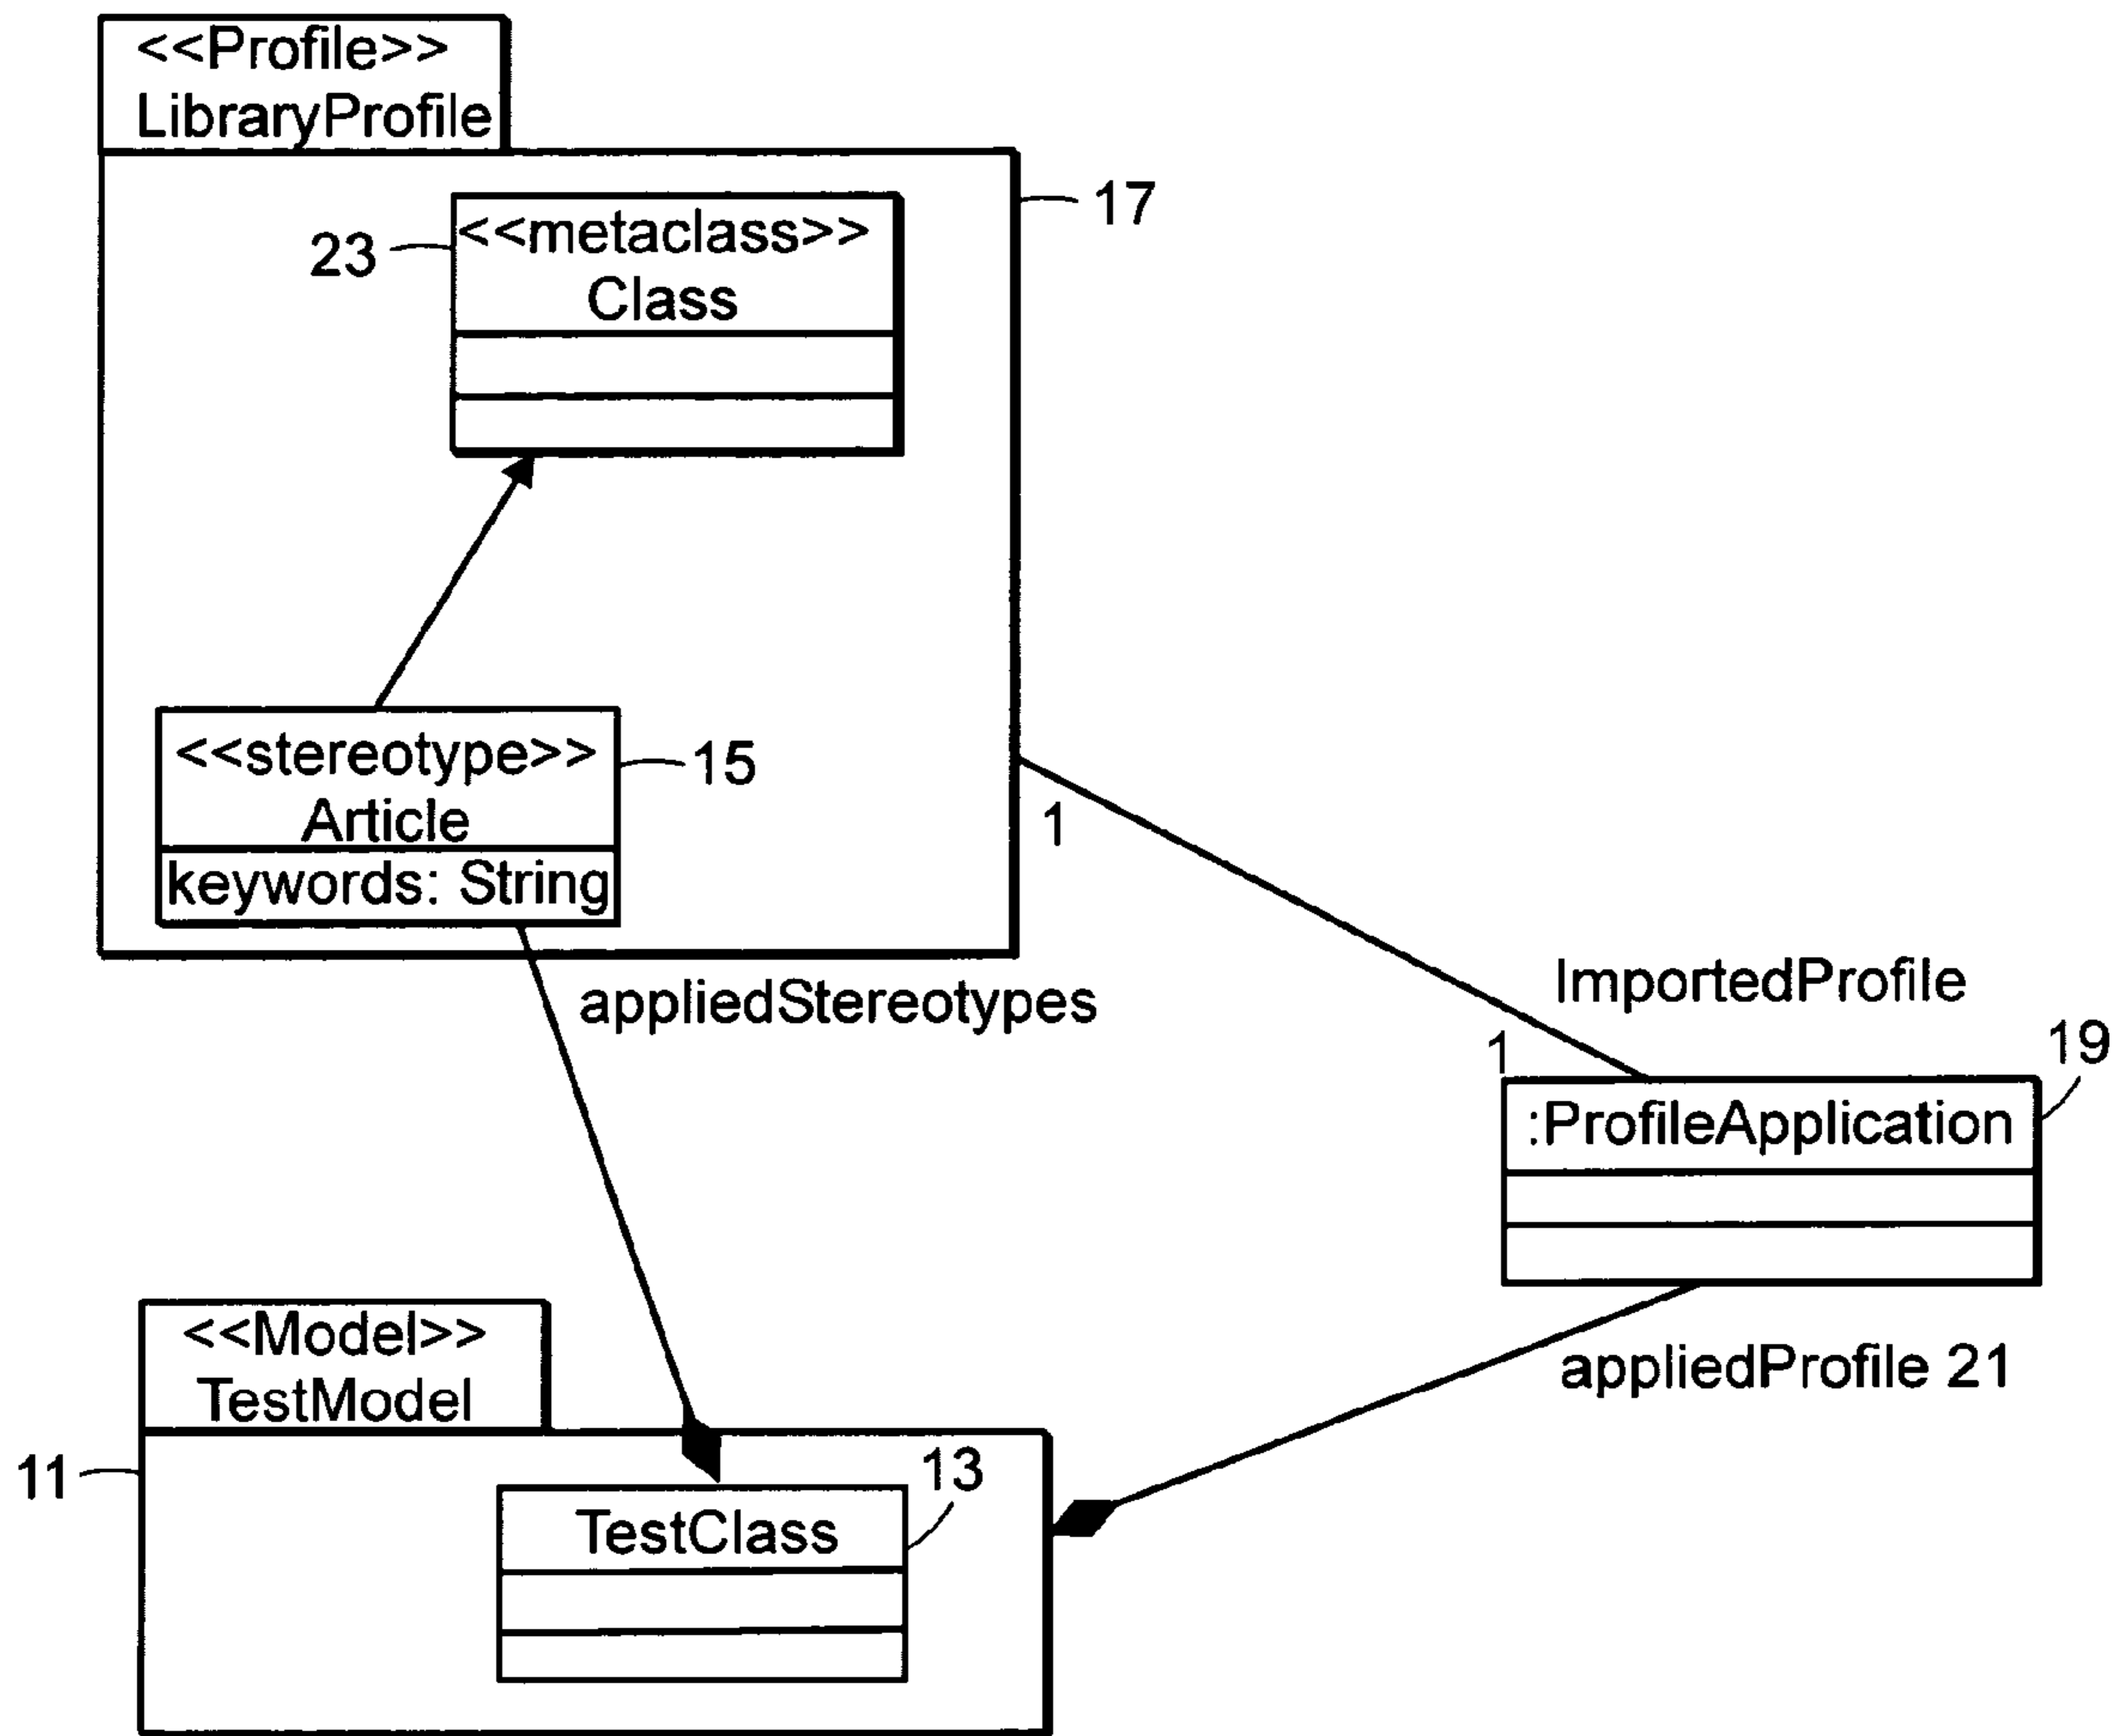 <<Profile>>
LibraryProfile
17
23
<<metaclass>>
Class
<<stereotype>>
15
Article
keywords: String
1
appliedStereotypes
ImportedProfile
1
19
:ProfileApplication
<<Model>>
TestModel
appliedProfile 21
11
13
TestClass